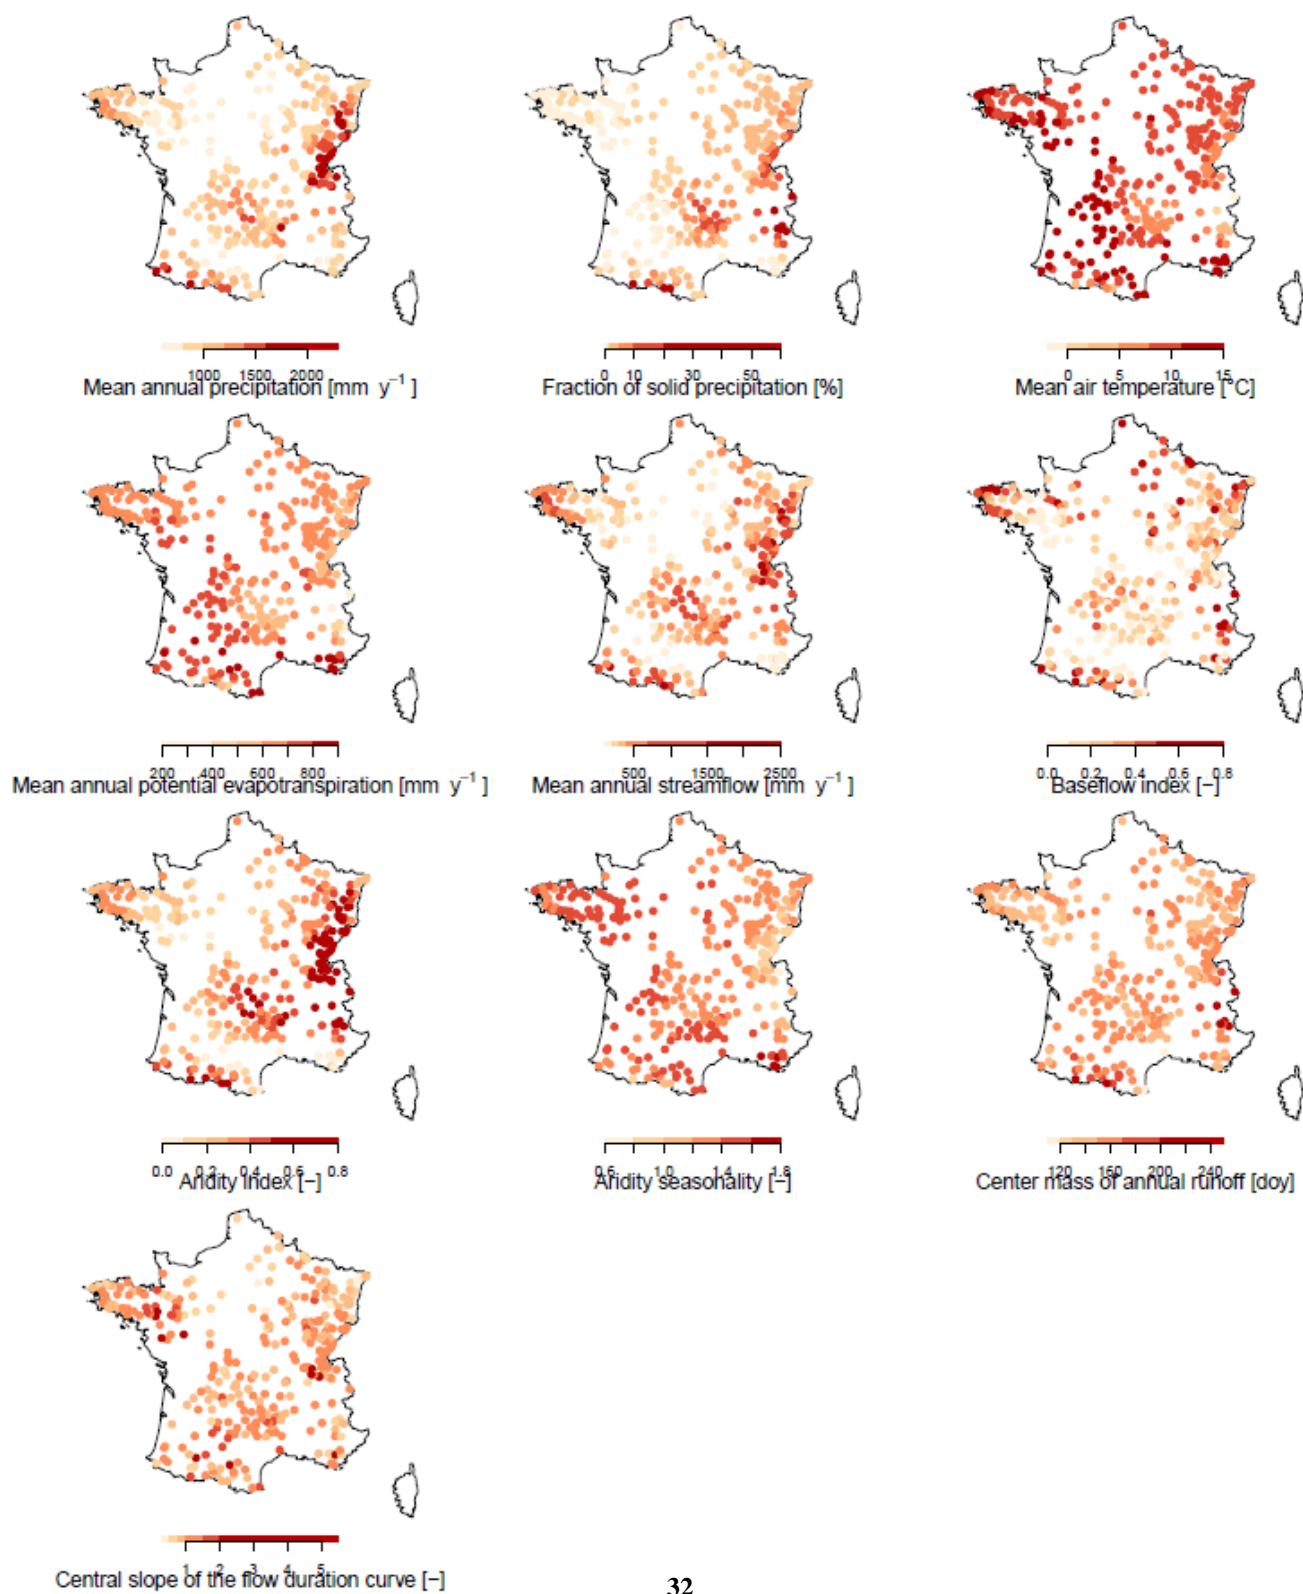 1000 1500 2000
Mean annual precipitation [mm y⁻¹ ]
0 10 30 50
Fraction of solid precipitation [%]
0 5 10 15
Mean air temperature [°C]
200 400 600 800
Mean annual potential evapotranspiration [mm y⁻¹ ]
500 1500 2500
Mean annual streamflow [mm y⁻¹ ]
0.0 0.2 0.4 0.6 0.8
Baseflow index [−]
0.0 0.2 0.4 0.6 0.8
Aridity index [−]
0.6 1.0 1.4 1.8
Aridity seasonality [−]
120 160 200 240
Center mass of annual runoff [doy]
1 2 3 4 5
Central slope of the flow duration curve [−]
32